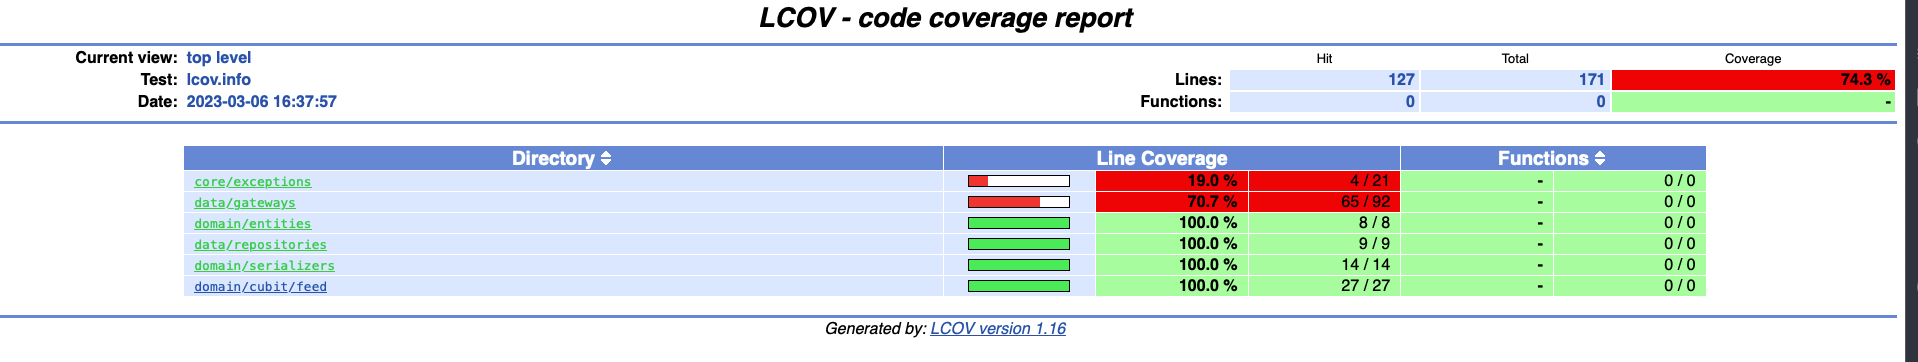 LCOV - code coverage report
Current view: top level Hit Total Coverage
Test: lcov.info Lines: 127 171 74.3 %
Date: 2023-03-06 16:37:57 Functions: 0 0 -
Directory Line Coverage Functions
core/exceptions 19.0 % 4 / 21 - 0 / 0
data/gateways 70.7 % 65 / 92 - 0 / 0
domain/entities 100.0 % 8 / 8 - 0 / 0
data/repositories 100.0 % 9 / 9 - 0 / 0
domain/serializers 100.0 % 14 / 14 - 0 / 0
domain/cubit/feed 100.0 % 27 / 27 - 0 / 0
Generated by: LCOV version 1.16